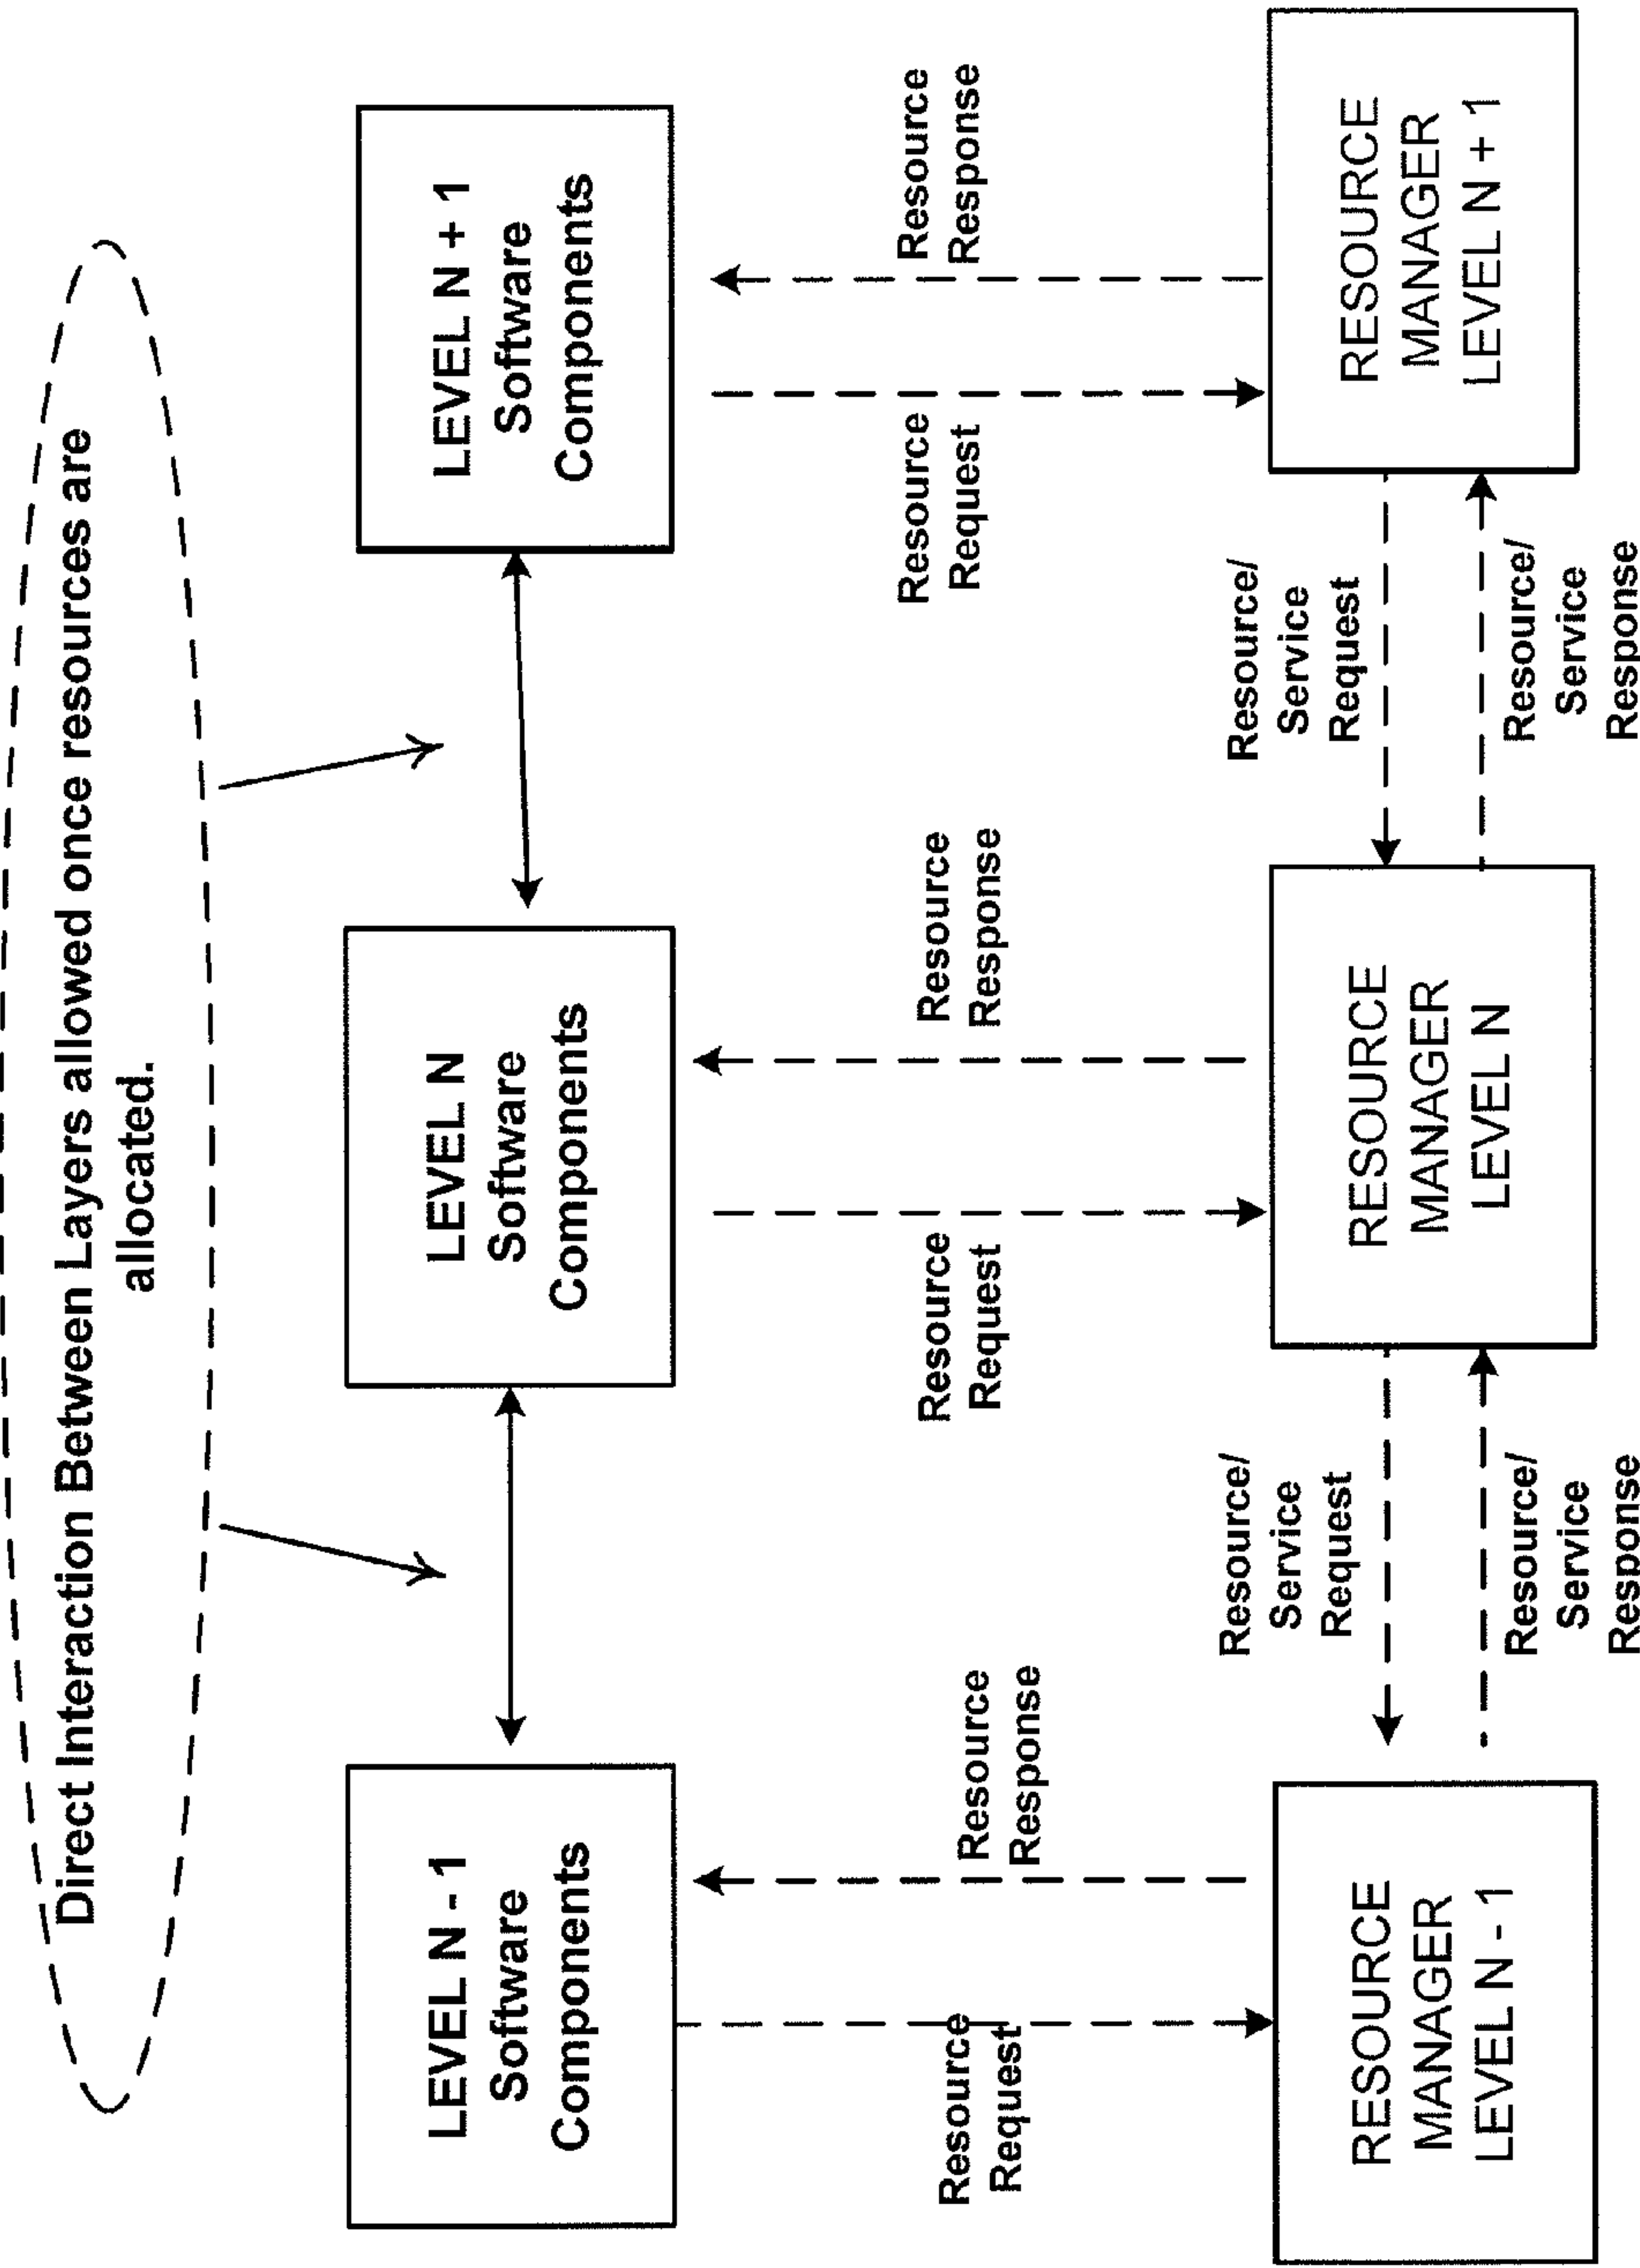 Direct Interaction Between Layers allowed once resources are
allocated.
LEVEL N - 1
Software
Components
LEVEL N
Software
Components
LEVEL N + 1
Software
Components
Resource
Request
Resource
Response
Resource
Request
Resource
Response
Resource
Request
Resource
Response
Resource/
Service
Request
Resource/
Service
Request
RESOURCE
MANAGER
LEVEL N - 1
RESOURCE
MANAGER
LEVEL N
RESOURCE
MANAGER
LEVEL N + 1
Resource/
Service
Response
Resource/
Service
Response